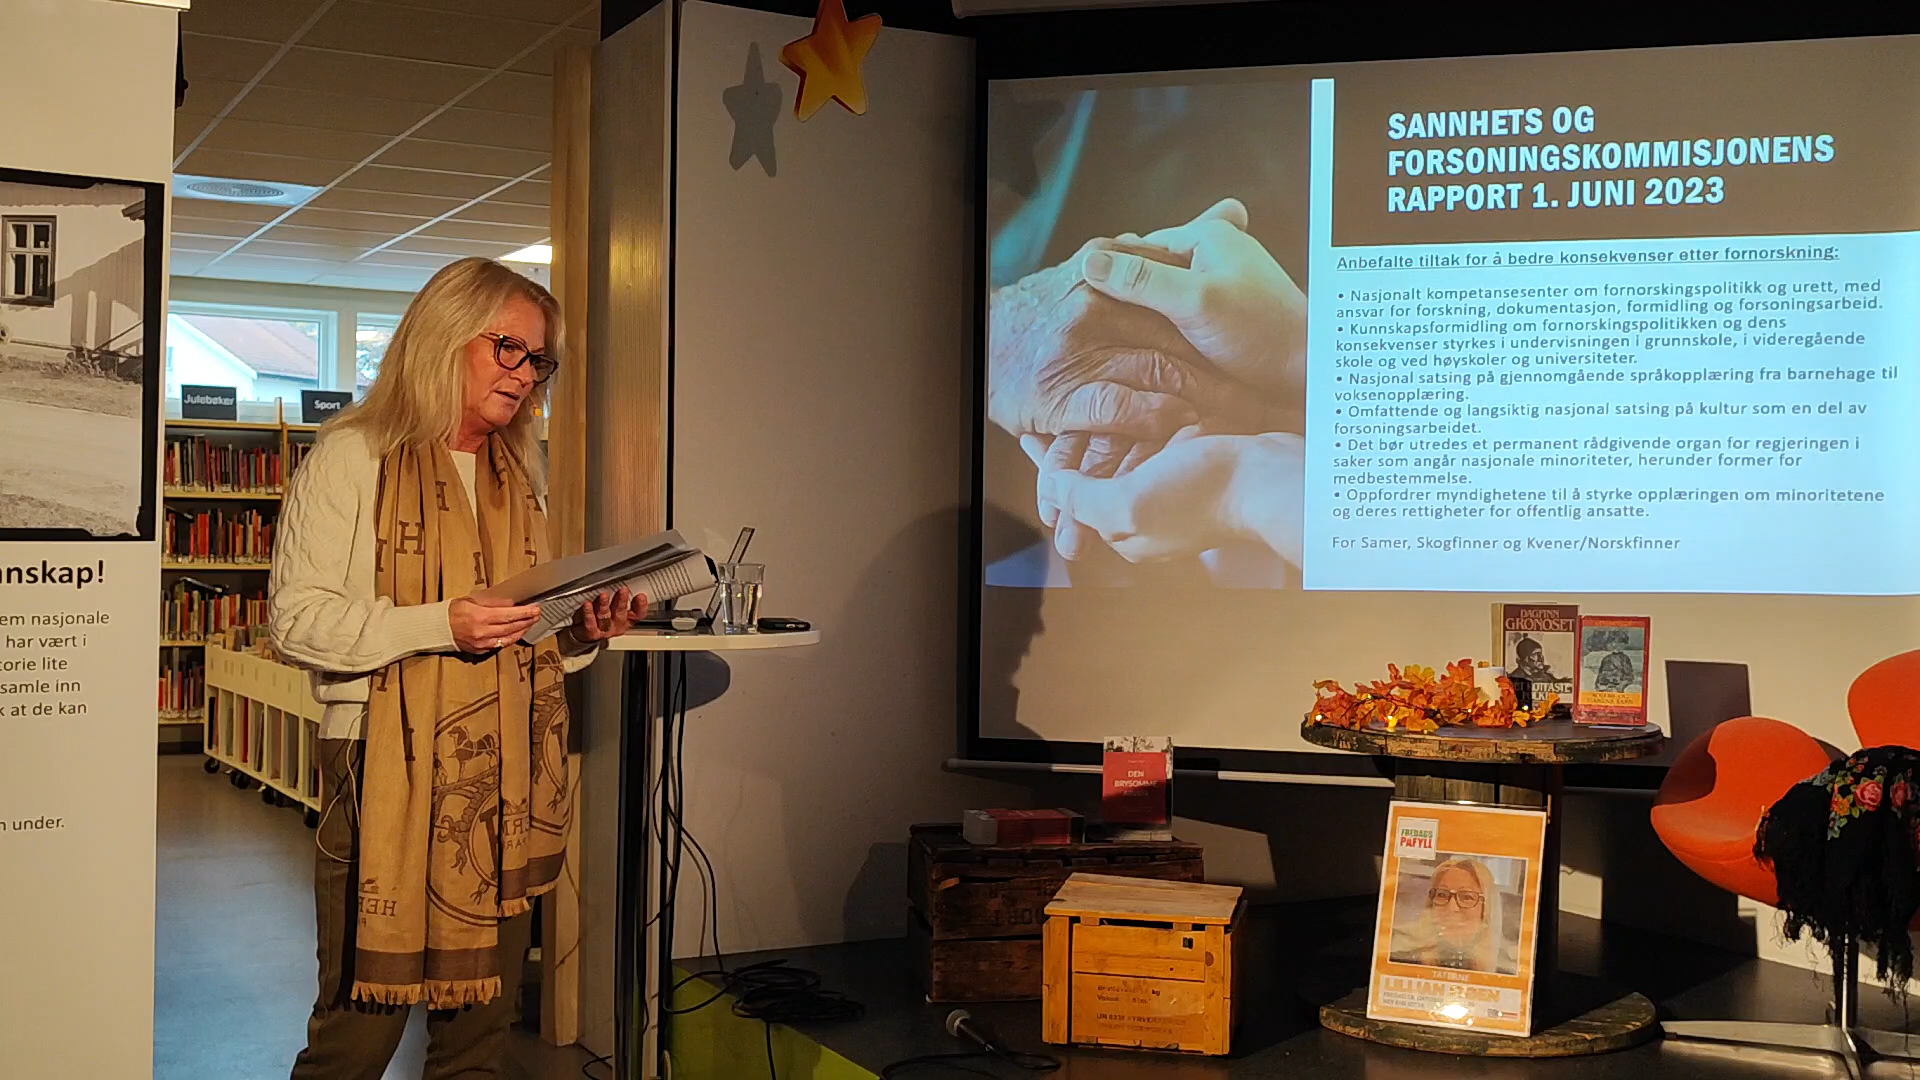 nskap!
em nasjonale
har vært i
torie lite
samle inn
k at de kan
n under.
Julebøker
Sport
SANNHETS OG
FORSONINGSKOMMISJONENS
RAPPORT 1. JUNI 2023
Anbefalte tiltak for å bedre konsekvenser etter fornorskning:
• Nasjonalt kompetansesenter om fornorskingspolitikk og urett, med
ansvar for forskning, dokumentasjon, formidling og forsoningsarbeid.
• Kunnskapsformidling om fornorskingspolitikken og dens
konsekvenser styrkes i undervisningen i grunnskole, i videregående
skole og ved høyskoler og universiteter.
• Nasjonal satsing på gjennomgående språkopplæring fra barnehage til
voksenopplæring.
• Omfattende og langsiktig nasjonal satsing på kultur som en del av
forsoningsarbeidet.
• Det bør utredes et permanent rådgivende organ for regjeringen i
saker som angår nasjonale minoriteter, herunder former for
medbestemmelse.
• Oppfordrer myndighetene til å styrke opplæringen om minoritetene
og deres rettigheter for offentlig ansatte.
For Samer, Skogfinner og Kvener/Norskfinner
DAGFINN
GRØNOSET
DEN
BRYSOMME
FREDAGS
PÅFYLL
TATERNE
LILLIAN
H
H
HER